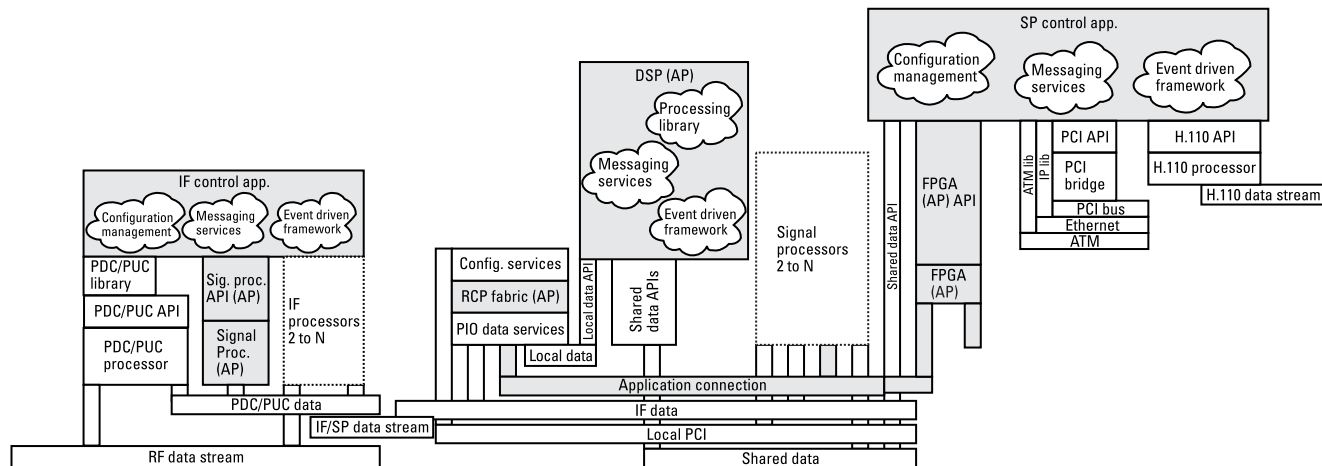 SP control app.
Configuration
management
Messaging
services
Event driven
framework
DSP (AP)
Processing
library
Messaging
services
Event driven
framework
IF control app.
Configuration
management
Messaging
services
Event driven
framework
PDC/PUC
library
PDC/PUC API
PDC/PUC
processor
Sig. proc.
API (AP)
Signal
Proc.
(AP)
IF
processors
2 to N
Config. services
RCP fabric (AP)
PIO data services
Local data API
Local data
Shared
data APIs
Signal
processors
2 to N
Shared data API
FPGA
(AP) API
FPGA
(AP)
ATM lib
IP lib
PCI API
PCI
bridge
PCI bus
Ethernet
ATM
H.110 API
H.110 processor
H.110 data stream
Application connection
PDC/PUC data
IF data
IF/SP data stream
Local PCI
RF data stream
Shared data